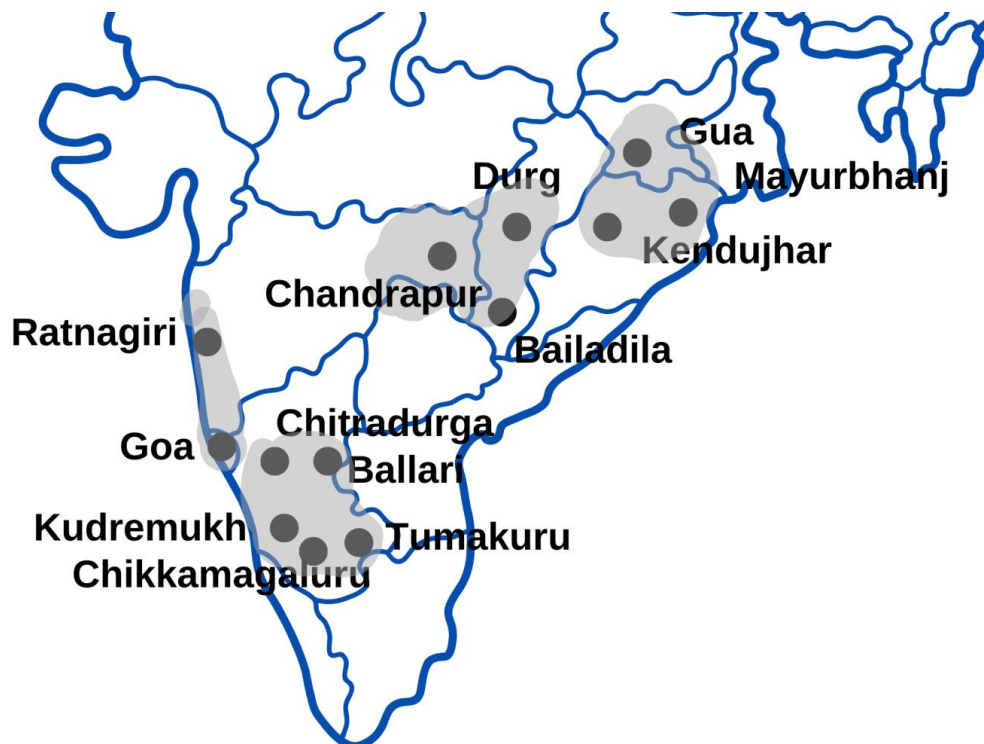 Gua
Durg
Mayurbhanj
Kendujhar
Chandrapur
Ratnagiri
Bailadila
Chitradurga
Goa
Ballari
Kudremukh
Tumakuru
Chikkamagaluru